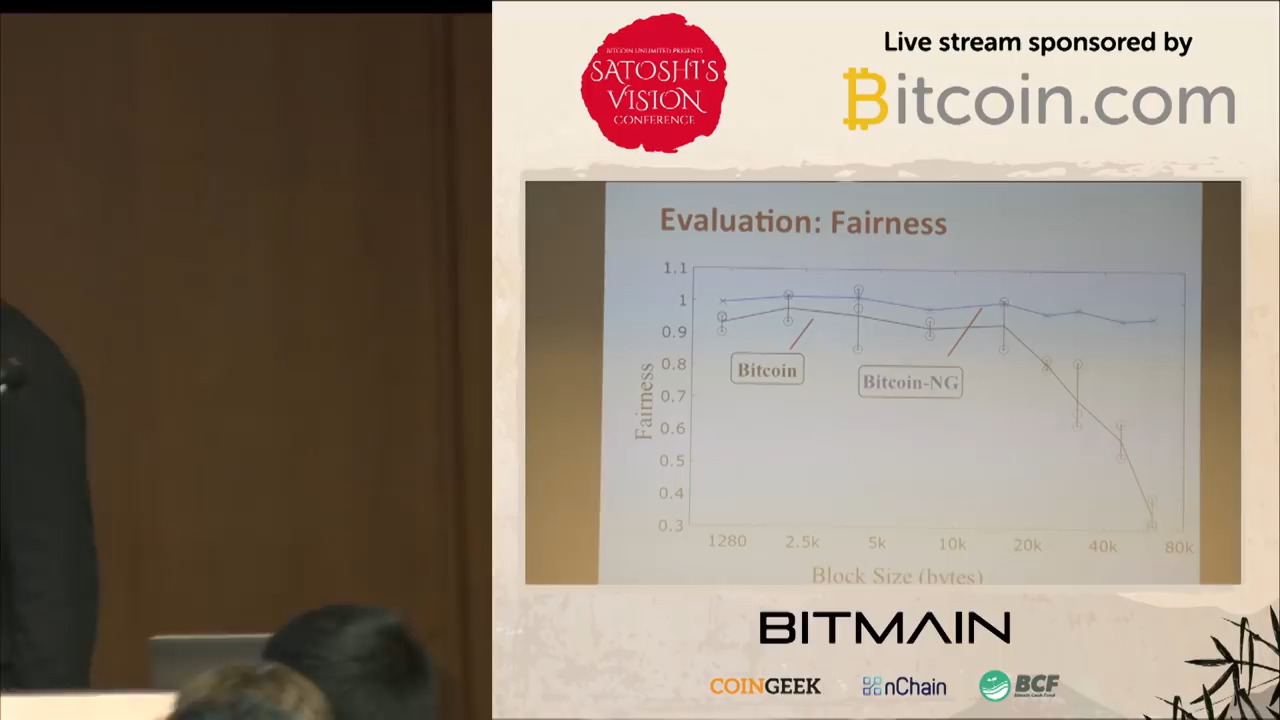 BITCOIN UNLIMITED PRESENTS
SATOSHI'S
VISION
CONFERENCE
Live stream sponsored by
Bitcoin.com
Evaluation: Fairness
1.1
1
0.9
0.8
0.7
0.6
0.5
0.4
0.3
Fairness
Bitcoin
Bitcoin-NG
1280 2.5k 5k 10k 20k 40k 80k
Block Size (bytes)
BITMAIN
COINGEEK
nChain
BCF